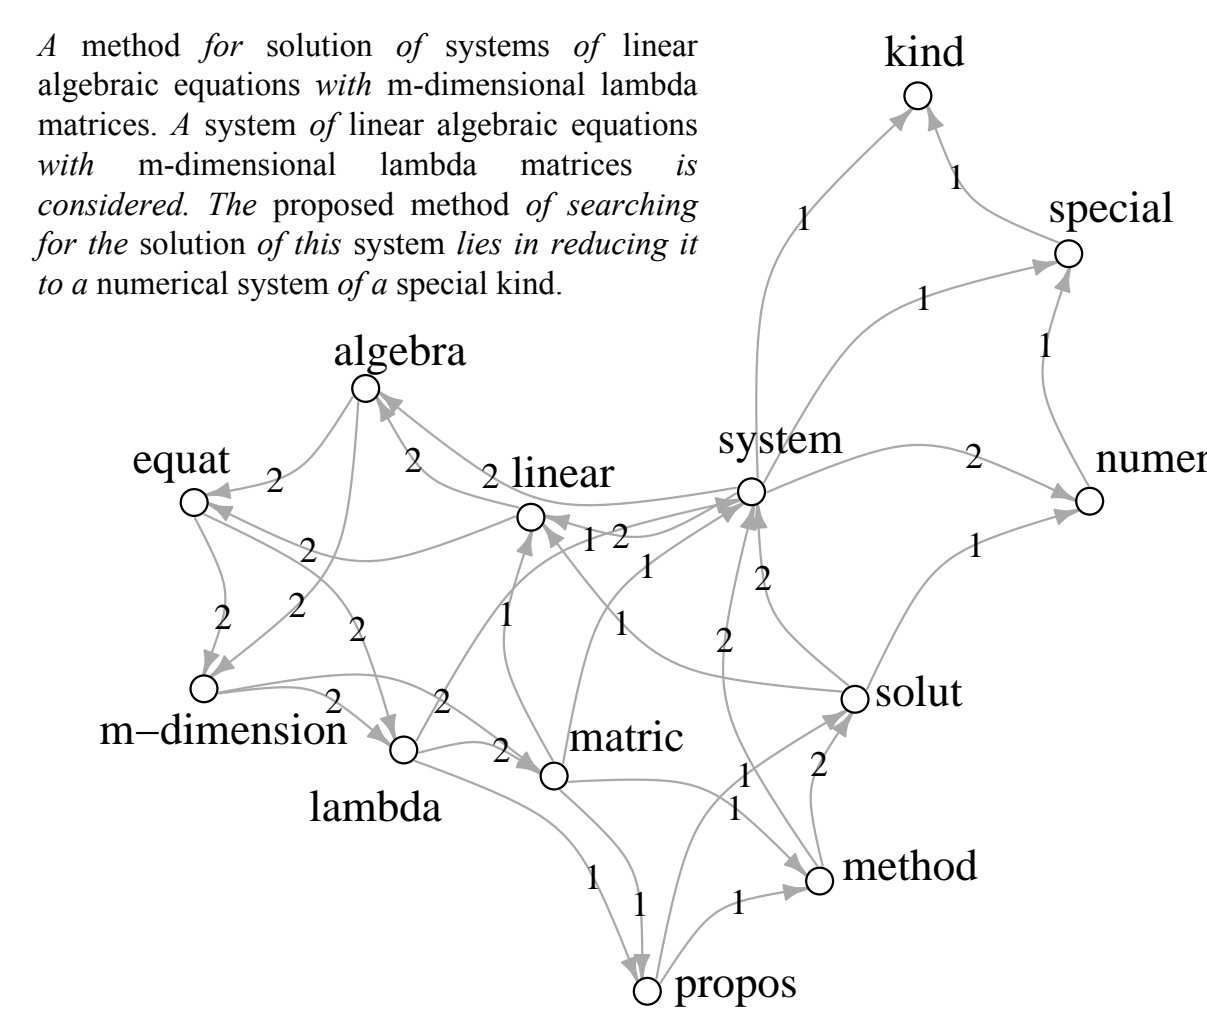 A method for solution of systems of linear
algebraic equations with m-dimensional lambda
matrices. A system of linear algebraic equations
with m-dimensional lambda matrices is
considered. The proposed method of searching
for the solution of this system lies in reducing it
to a numerical system of a special kind.
kind
1
1
special
1
1
algebra
system
2
numer
equat
2
2
2
linear
2
1
2
1
1
2
2
2
2
1
1
2
2
2
solut
m−dimension
2
2
2
matric
1
2
1
lambda
method
1
1
1
propos